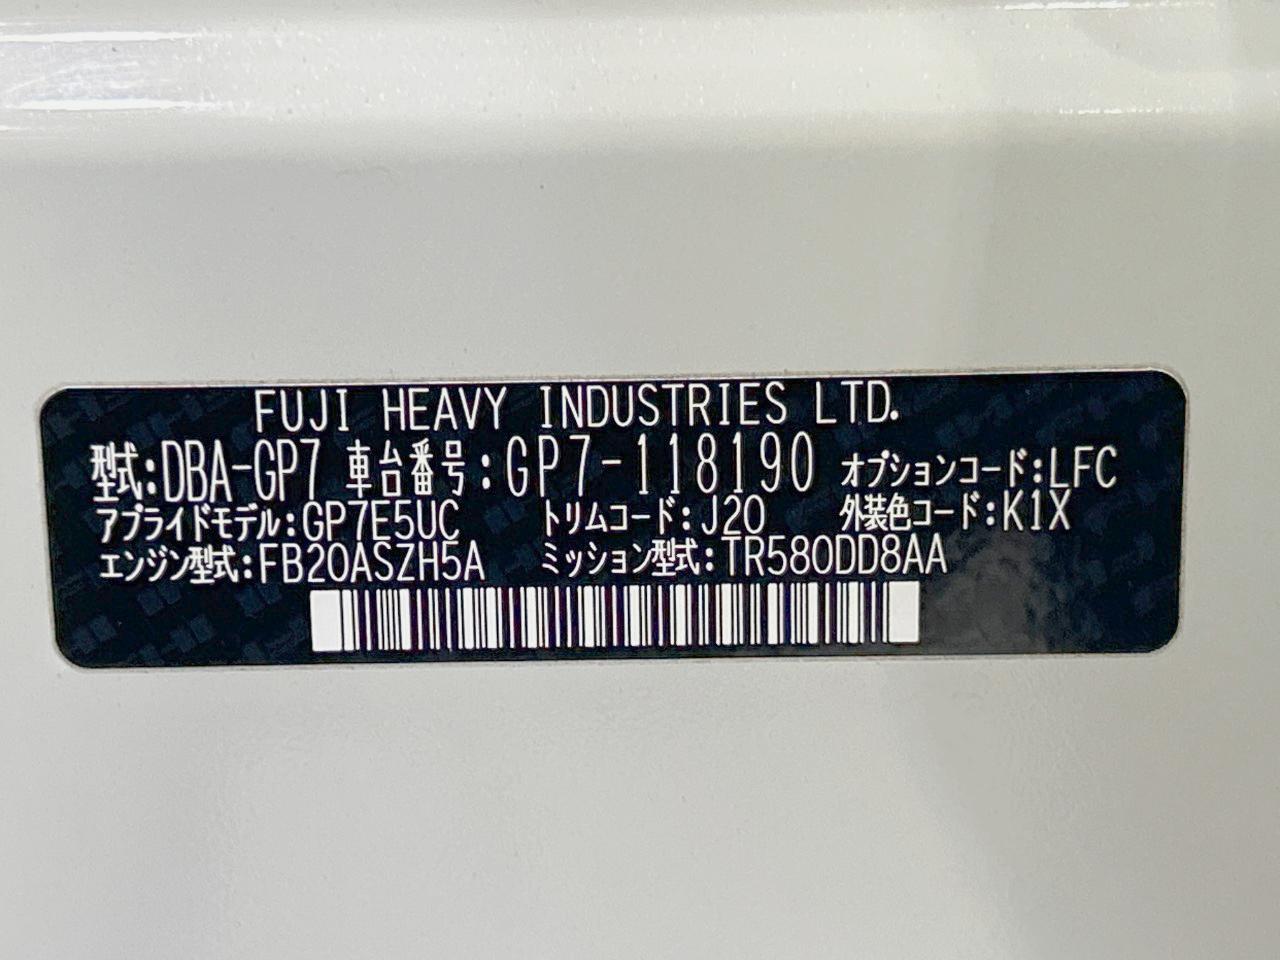 FUJI HEAVY INDUSTRIES LTD.
型式:DBA-GP7 車台番号:GP7-118190 オプションコード:LFC
アプライドモデル:GP7E5UC トリムコード:J20 外装色コード:K1X
エンジン型式:FB20ASZH5A ミッション型式:TR580DD8AA